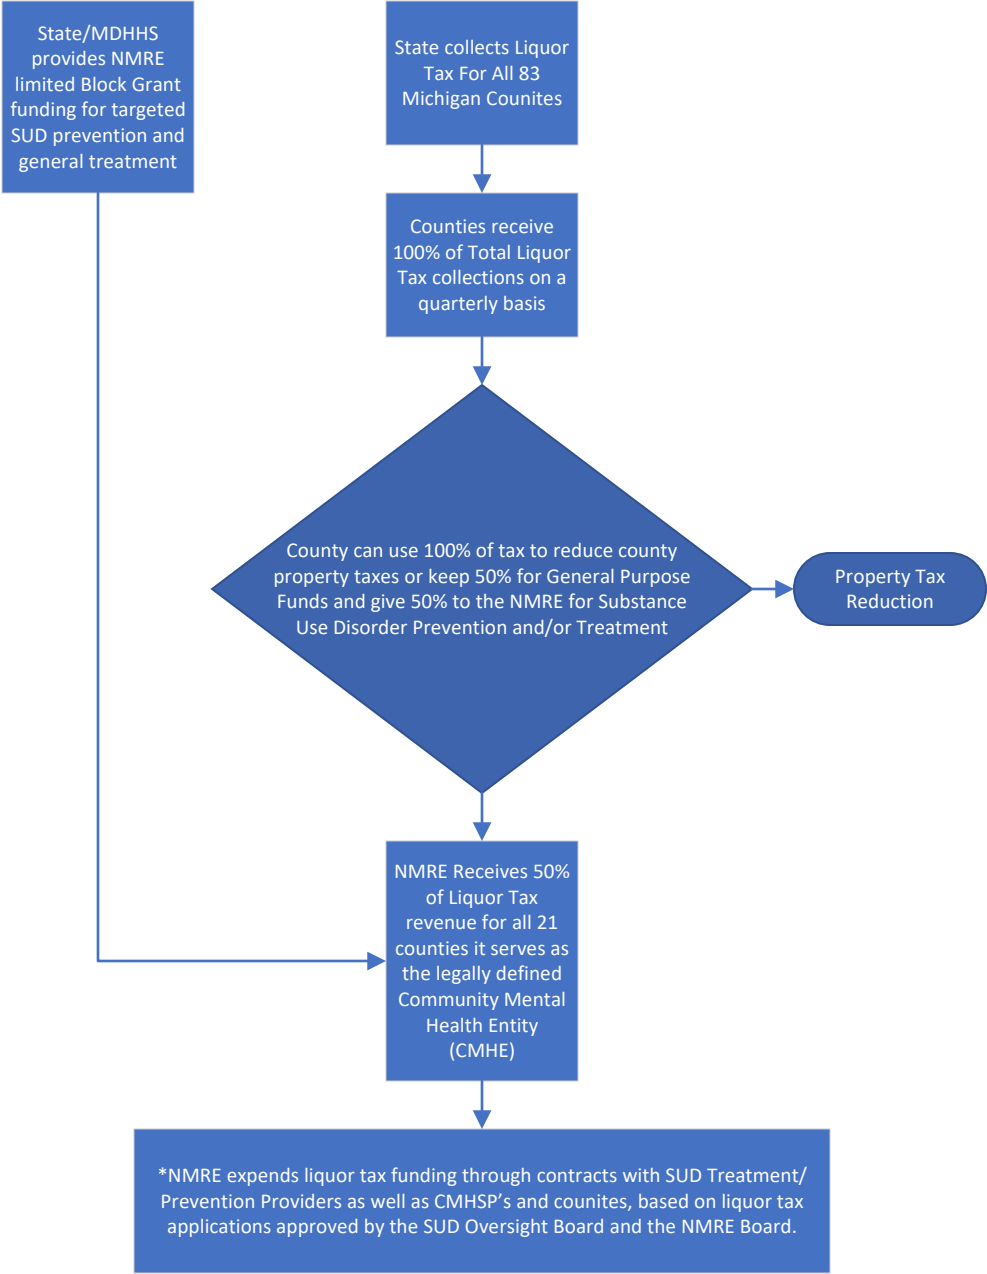 State/MDHHS
provides NMRE
limited Block Grant
funding for targeted
SUD prevention and
general treatment
State collects Liquor
Tax For All 83
Michigan Counites
Counties receive
100% of Total Liquor
Tax collections on a
quarterly basis
County can use 100% of tax to reduce county
property taxes or keep 50% for General Purpose
Funds and give 50% to the NMRE for Substance
Use Disorder Prevention and/or Treatment
Property Tax
Reduction
NMRE Receives 50%
of Liquor Tax
revenue for all 21
counties it serves as
the legally defined
Community Mental
Health Entity
(CMHE)
*NMRE expends liquor tax funding through contracts with SUD Treatment/
Prevention Providers as well as CMHSP’s and counites, based on liquor tax
applications approved by the SUD Oversight Board and the NMRE Board.